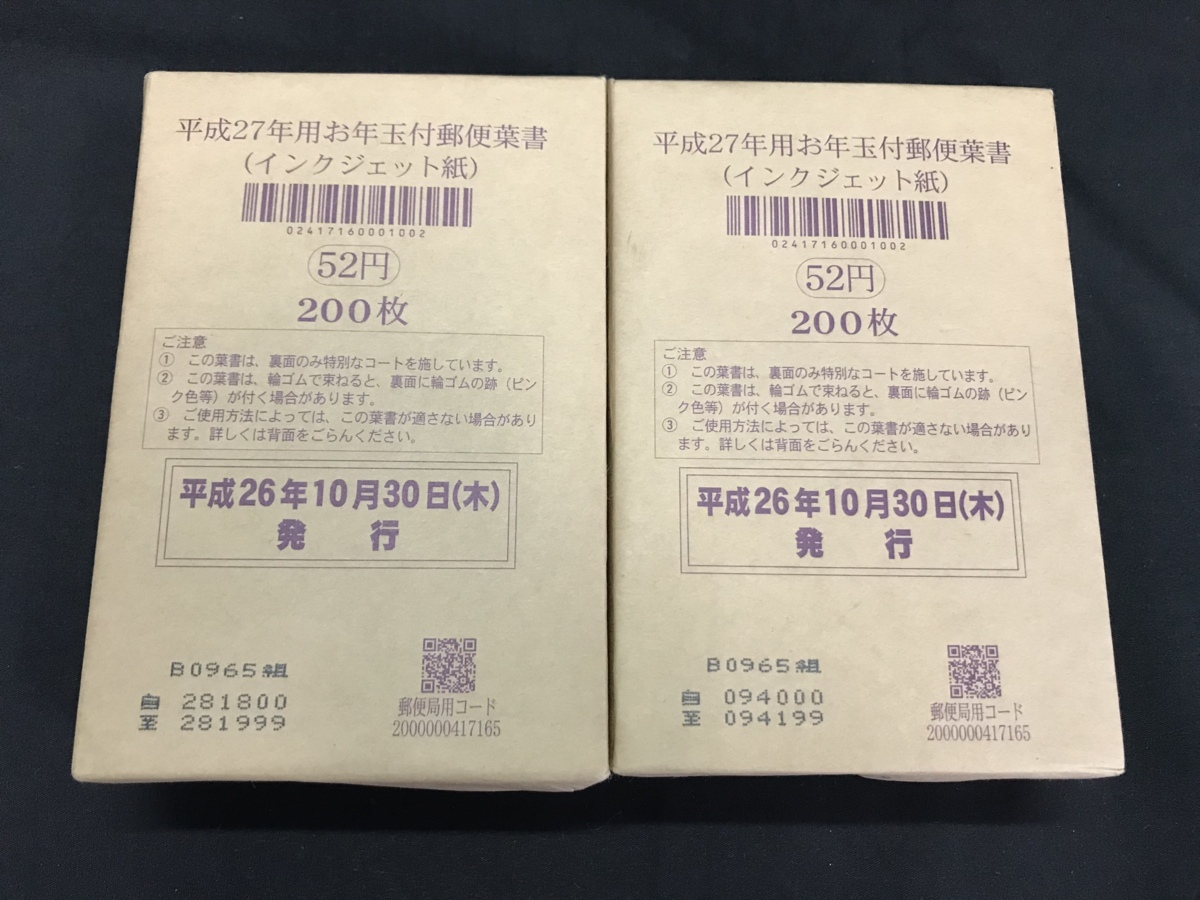 平成27年用お年玉付郵便葉書
(インクジェット紙)
02417160001002
52円
200枚
ご注意
① この葉書は、裏面のみ特別なコートを施しています。
② この葉書は、輪ゴムで束ねると、裏面に輪ゴムの跡(ピン
ク色等)が付く場合があります。
③ ご使用方法によっては、この葉書が適さない場合があり
ます。詳しくは背面をごらんください。
平成26年10月30日(木)
発 行
B0965組
自 281800
至 281999
郵便局用コード
2000000417165
平成27年用お年玉付郵便葉書
(インクジェット紙)
02417160001002
52円
200枚
ご注意
① この葉書は、裏面のみ特別なコートを施しています。
② この葉書は、輪ゴムで束ねると、裏面に輪ゴムの跡(ピン
ク色等)が付く場合があります。
③ ご使用方法によっては、この葉書が適さない場合があり
ます。詳しくは背面をごらんください。
平成26年10月30日(木)
発 行
B0965組
自 094000
至 094199
郵便局用コード
2000000417165